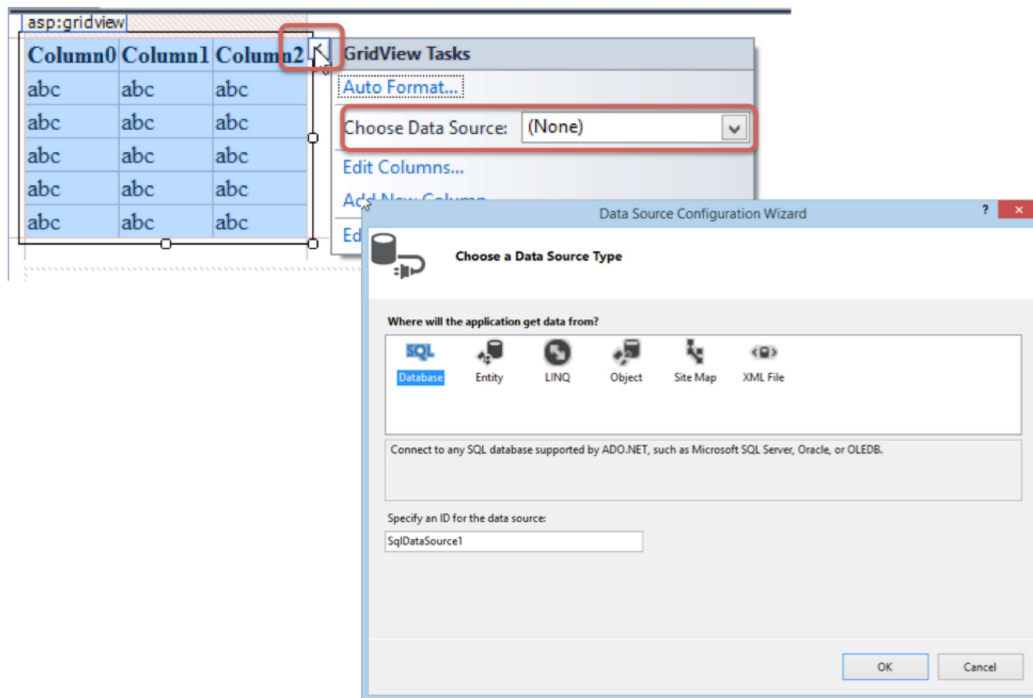 asp:gridview
Column0 Column1 Column2
abc abc abc
abc abc abc
abc abc abc
abc abc abc
abc abc abc
GridView Tasks
Auto Format...
Choose Data Source: (None)
Edit Columns...
Add New Column
Ed
Data Source Configuration Wizard
?
Choose a Data Source Type
Where will the application get data from?
SQL
Database Entity LINQ Object Site Map XML File
Connect to any SQL database supported by ADO.NET, such as Microsoft SQL Server, Oracle, or OLEDB.
Specify an ID for the data source:
SqlDataSource1
OK Cancel